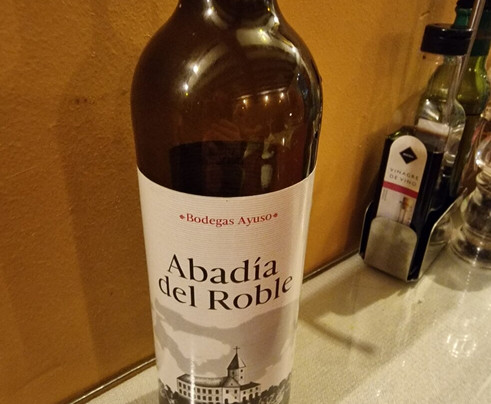 •Bodegas Ayuso•
Abadía
del Roble
VINAGRE
DE VINO